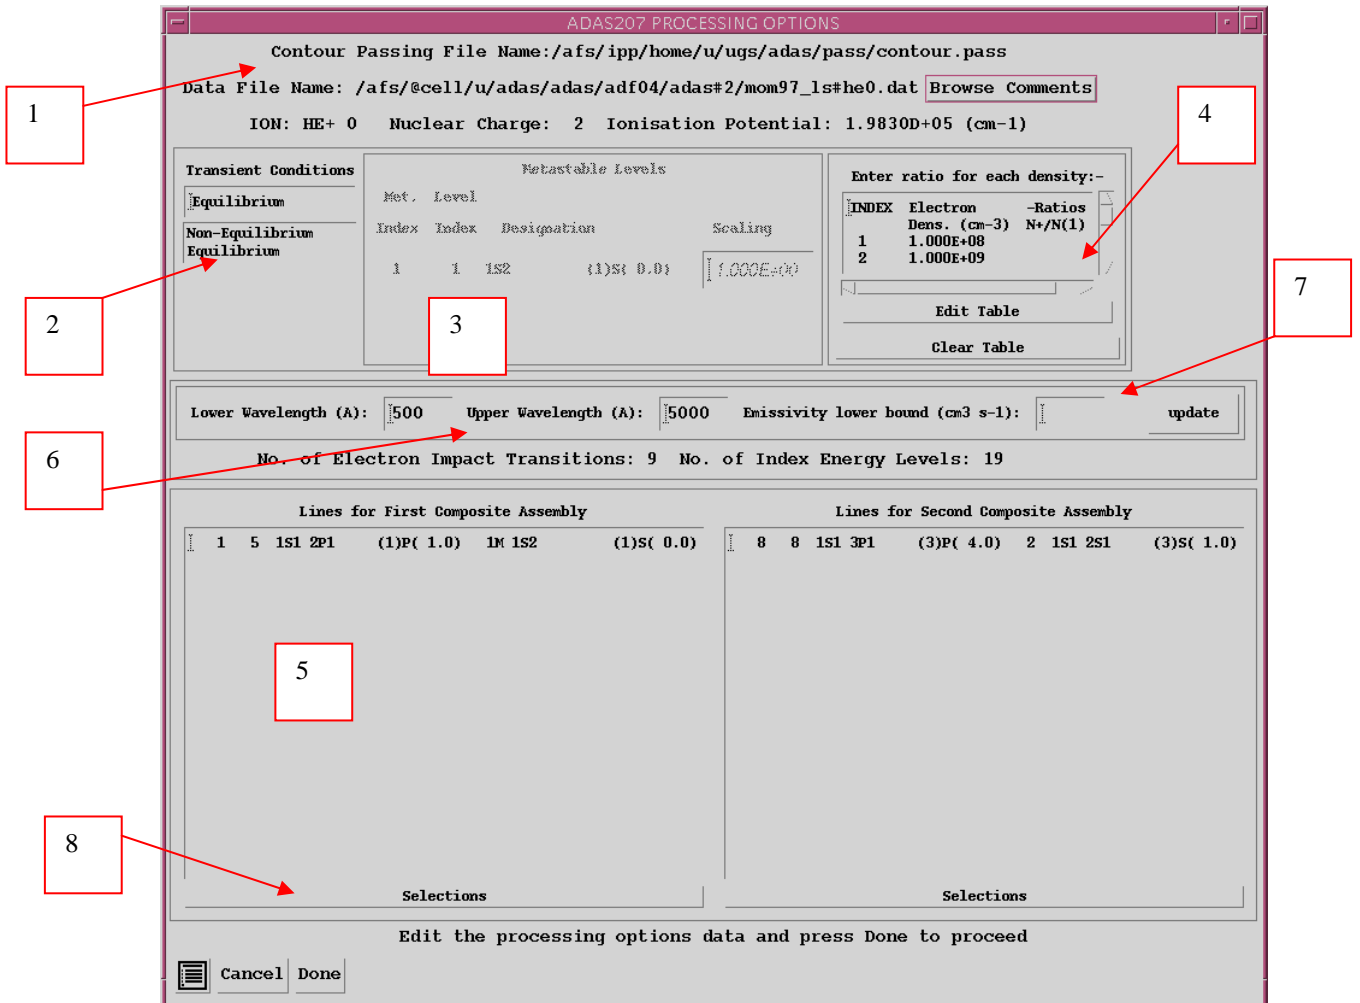 ADAS207 PROCESSING OPTIONS
Contour Passing File Name:/afs/ipp/home/u/ugs/adas/pass/contour.pass
Data File Name: /afs/@cell/u/adas/adas/adf04/adas#2/mom97_ls#he0.dat Browse Comments
1
ION: HE+ 0 Nuclear Charge: 2 Ionisation Potential: 1.9830D+05 (cm-1)
4
Transient Conditions
Equilibrium
Non-Equilibrium
Equilibrium
2
Metastable Levels
Met. Level
Index Index Designation Scaling
1 1 1S2 (1)S( 0.0) 1.000E+00
3
Enter ratio for each density:-
INDEX Electron -Ratios
Dens. (cm-3) N+/N(1)
1 1.000E+08
2 1.000E+09
Edit Table
Clear Table
7
Lower Wavelength (A): 500 Upper Wavelength (A): 5000 Emissivity lower bound (cm3 s-1): update
6
No. of Electron Impact Transitions: 9 No. of Index Energy Levels: 19
Lines for First Composite Assembly
1 5 1S1 2P1 (1)P( 1.0) 1M 1S2 (1)S( 0.0)
5
8
Selections
Lines for Second Composite Assembly
8 8 1S1 3P1 (3)P( 4.0) 2 1S1 2S1 (3)S( 1.0)
Selections
Edit the processing options data and press Done to proceed
Cancel Done